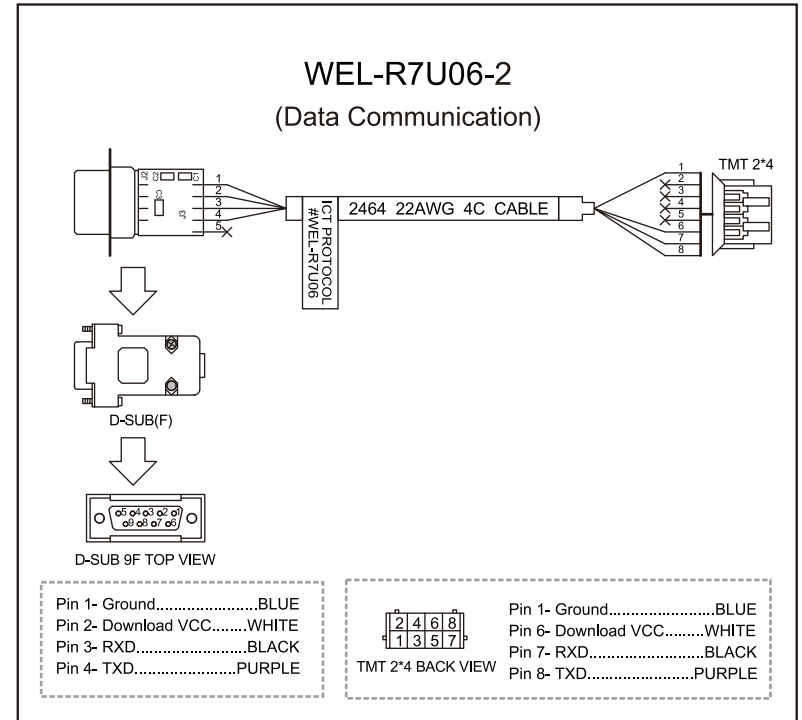 WEL-R7U06-2
(Data Communication)
J2 C2 C1
C3
J3
1
2
3
4
5
ICT PROTOCOL
#WEL-R7U06
2464 22AWG 4C CABLE
TMT 2*4
1
2
3
4
5
6
7
8
D-SUB(F)
5 4 3 2 1
9 8 7 6
D-SUB 9F TOP VIEW
Pin 1- Ground......................BLUE
Pin 2- Download VCC.......WHITE
Pin 3- RXD.......................BLACK
Pin 4- TXD....................PURPLE
2 4 6 8
1 3 5 7
TMT 2*4 BACK VIEW
Pin 1- Ground.......................BLUE
Pin 6- Download VCC.......WHITE
Pin 7- RXD.......................BLACK
Pin 8- TXD.......................PURPLE